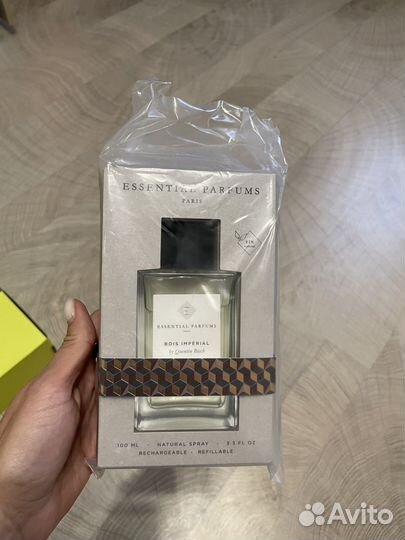 ESSENTIAL PARFUMS
PARIS
ESSENTIAL PARFUMS
BOIS IMPÉRIAL
by Quentin Bisch
100 ML - NATURAL SPRAY - 3.3 FL OZ
RECHARGEABLE - REFILLABLE
Avito